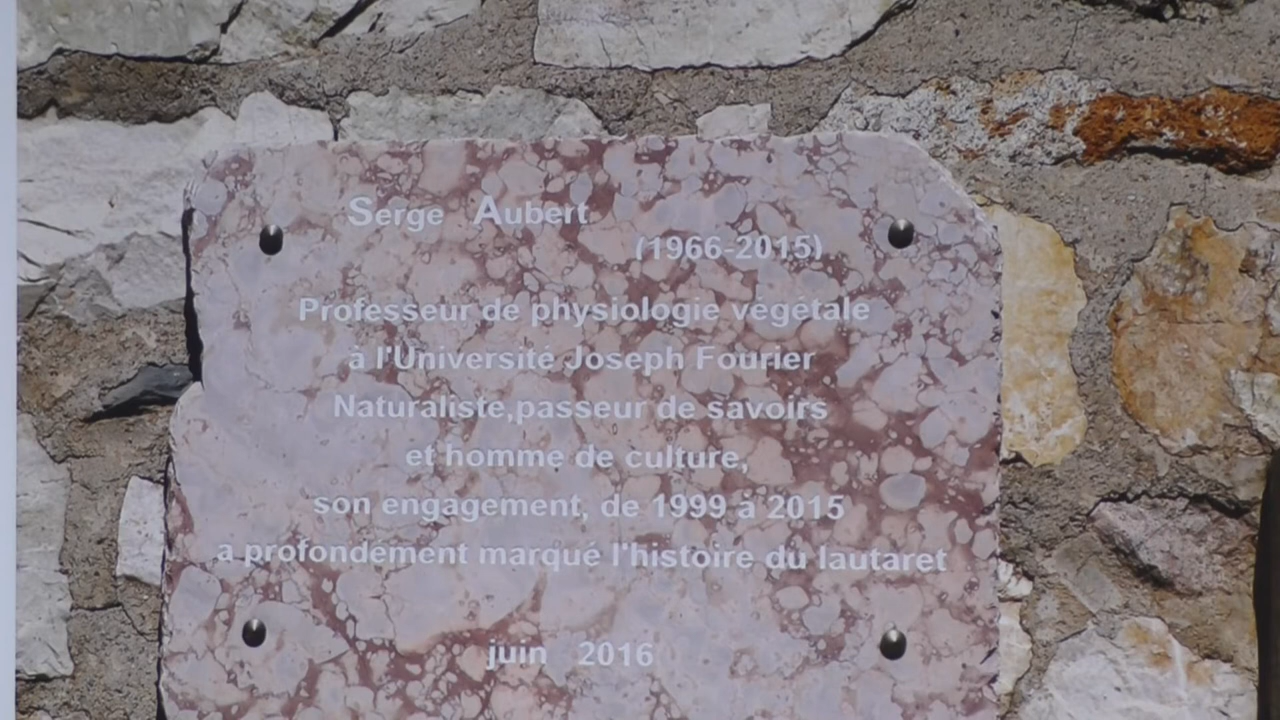 Serge Aubert
(1966-2015)
Professeur de physiologie végétale
à l'Université Joseph Fourier
Naturaliste,passeur de savoirs
et homme de culture,
son engagement, de 1999 à 2015
a profondément marqué l'histoire du lautaret
juin 2016